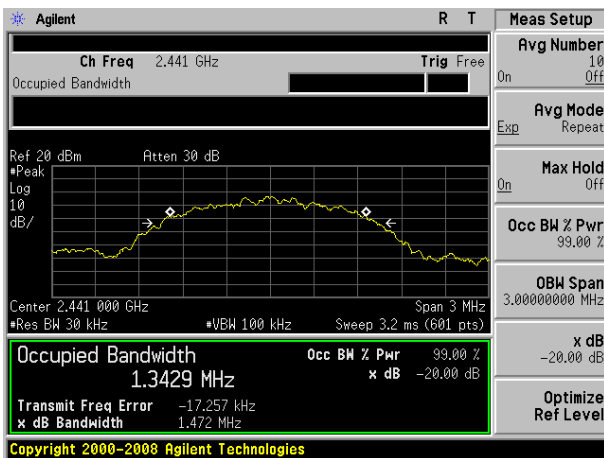 Agilent R T Meas Setup
Ch Freq 2.441 GHz Trig Free
Occupied Bandwidth
Avg Number
10
On Off
Avg Mode
Exp Repeat
Max Hold
On Off
Occ BW % Pwr
99.00 %
OBW Span
3.00000000 MHz
x dB
-20.00 dB
Optimize
Ref Level
Ref 20 dBm Atten 30 dB
#Peak
Log
10
dB/
Center 2.441 000 GHz Span 3 MHz
#Res BW 30 kHz #VBW 100 kHz Sweep 3.2 ms (601 pts)
Occupied Bandwidth Occ BW % Pwr 99.00 %
1.3429 MHz x dB -20.00 dB
Transmit Freq Error -17.257 kHz
x dB Bandwidth 1.472 MHz
Copyright 2000-2008 Agilent Technologies